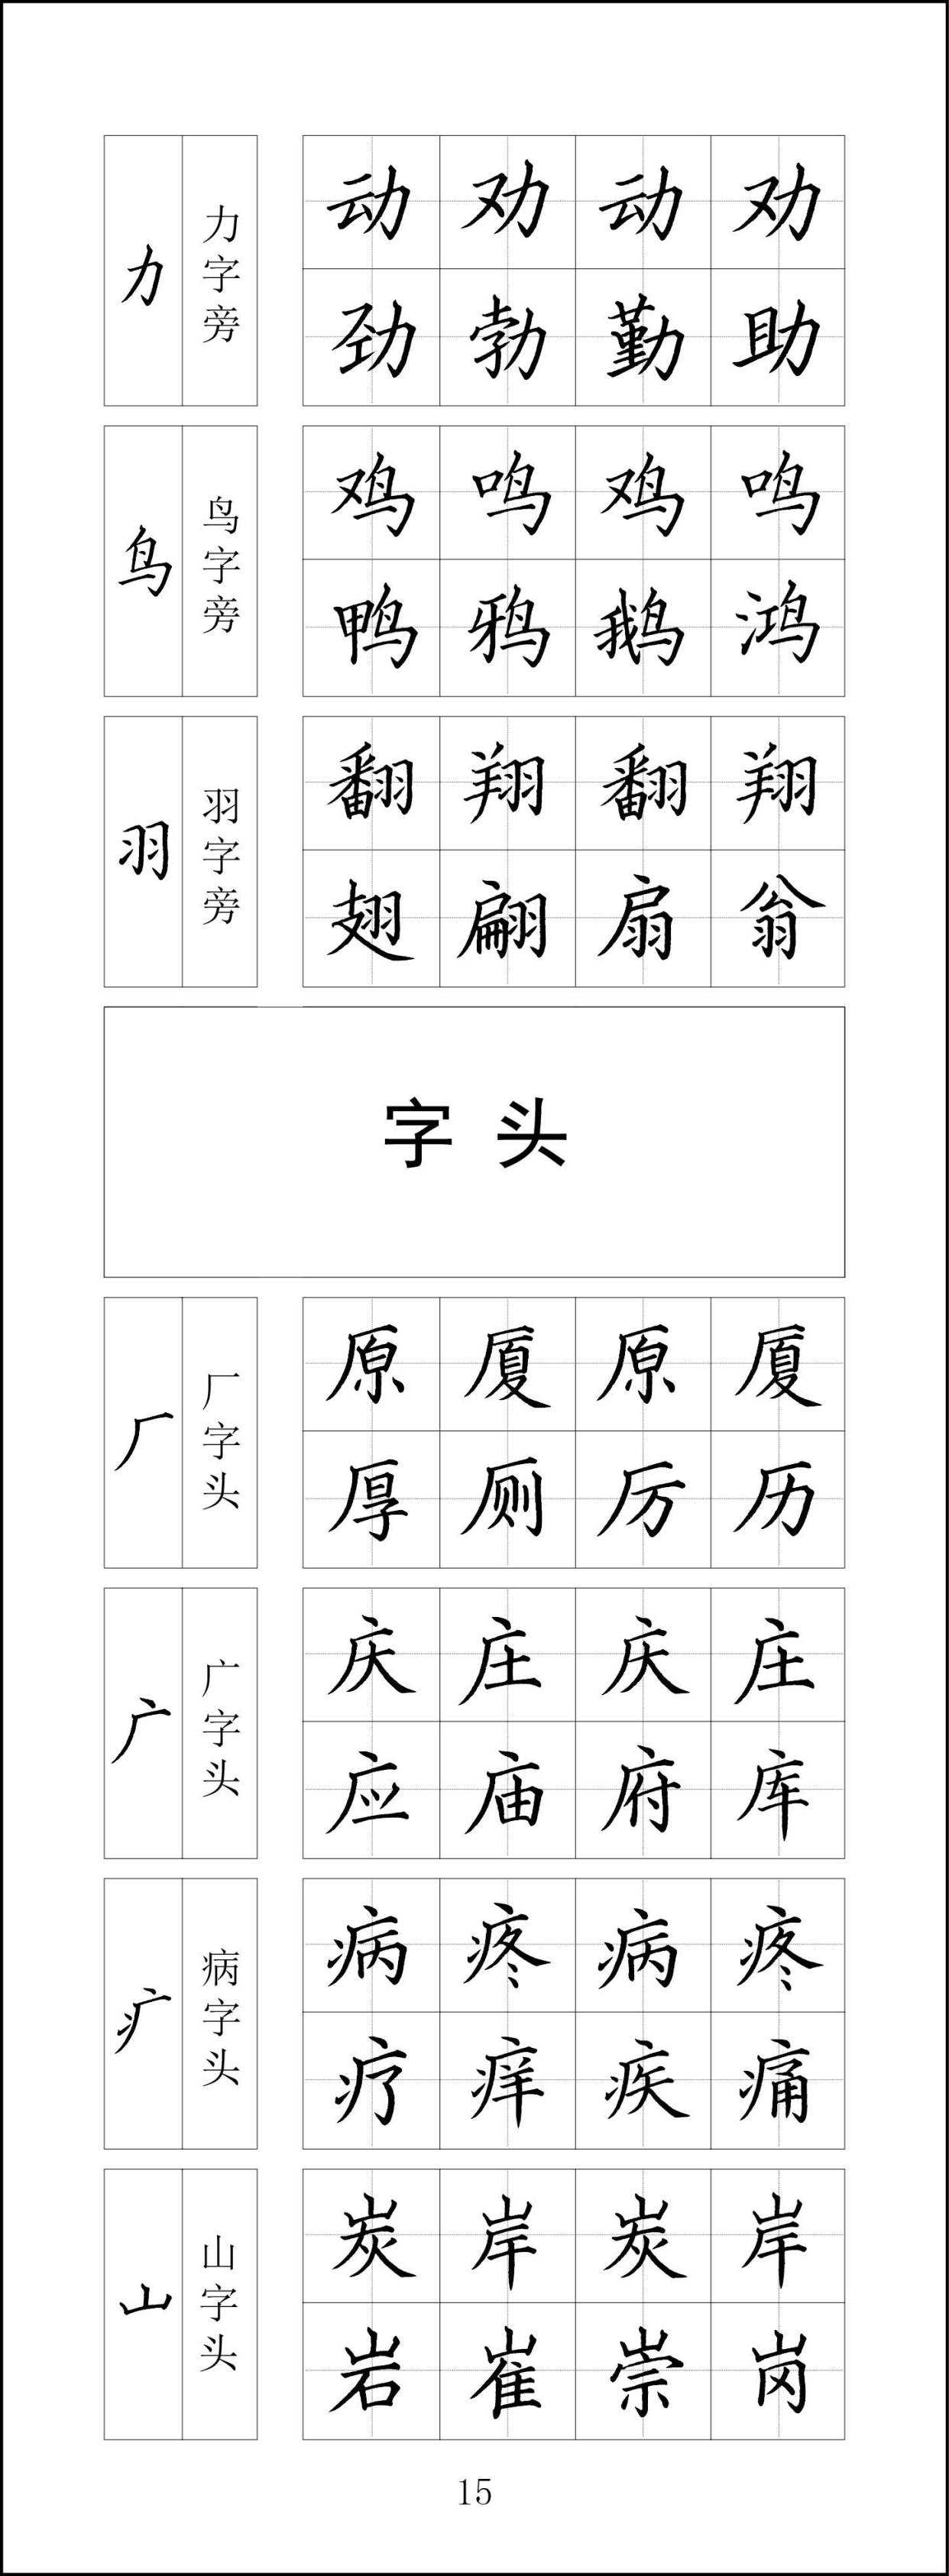 力
力字旁
动劝动劝
劲勃勤助
鸟
鸟字旁
鸡鸣鸡鸣
鸭鸦鹅鸿
羽
羽字旁
翻翔翻翔
翅翩扇翁
字头
厂
厂字头
原厦原厦
厚厕厉历
广
广字头
庆庄庆庄
应庙府库
疒
病字头
病疼病疼
疗痒疾痛
山
山字头
炭岸炭岸
岩崔崇岗
15